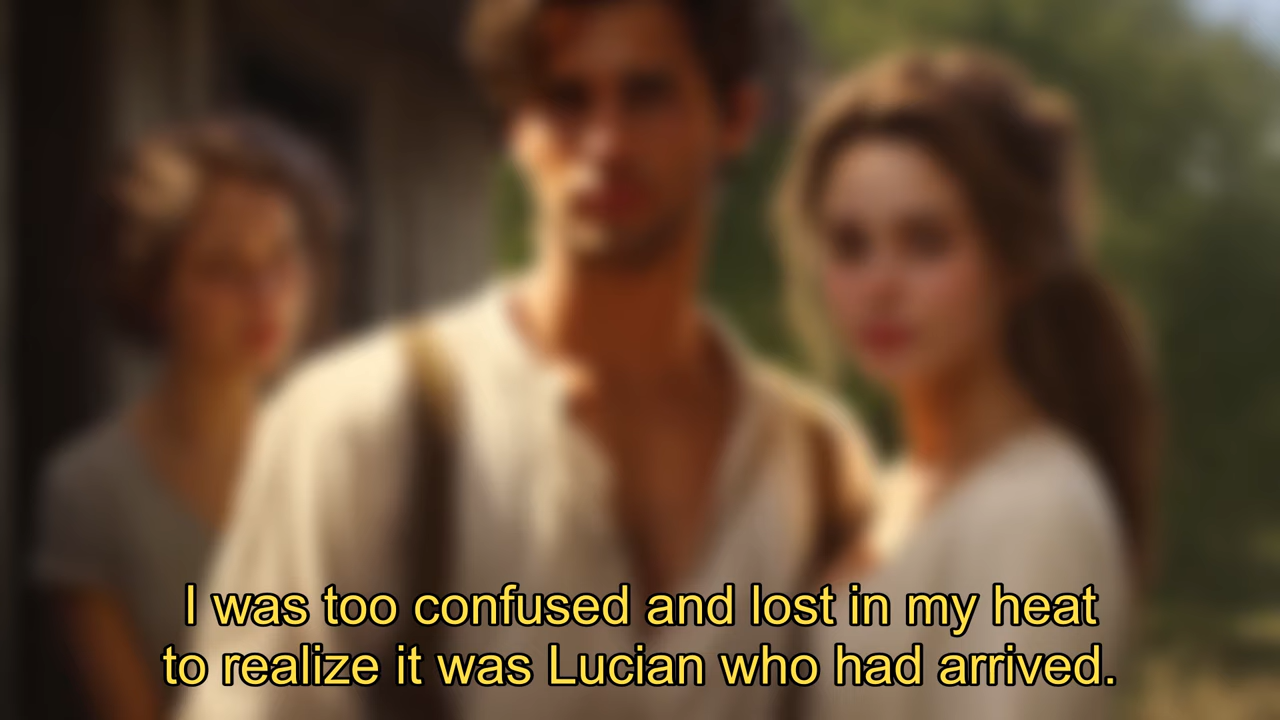 I was too confused and lost in my heat
to realize it was Lucian who had arrived.